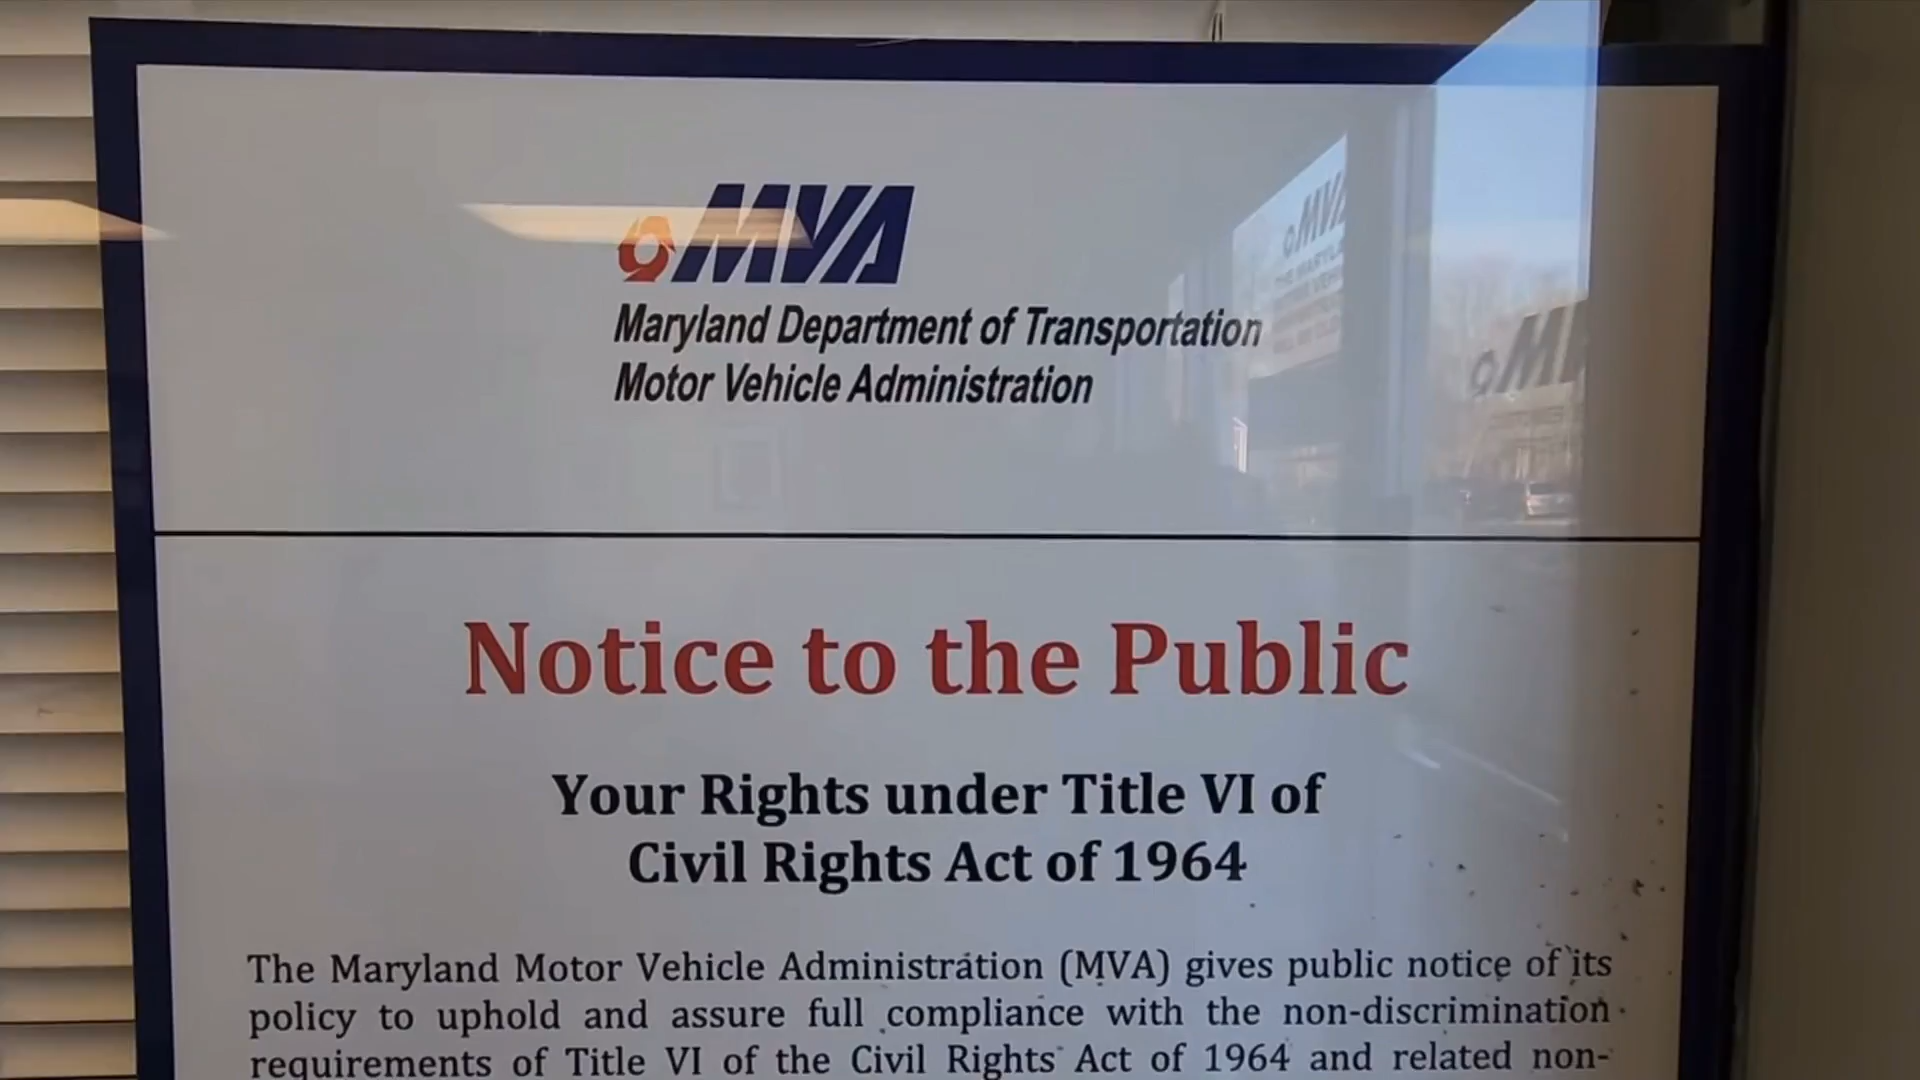 MVA
Maryland Department of Transportation
Motor Vehicle Administration
Notice to the Public
Your Rights under Title VI of
Civil Rights Act of 1964
The Maryland Motor Vehicle Administration (MVA) gives public notice of its
policy to uphold and assure full compliance with the non-discrimination
requirements of Title VI of the Civil Rights Act of 1964 and related non-
MVA